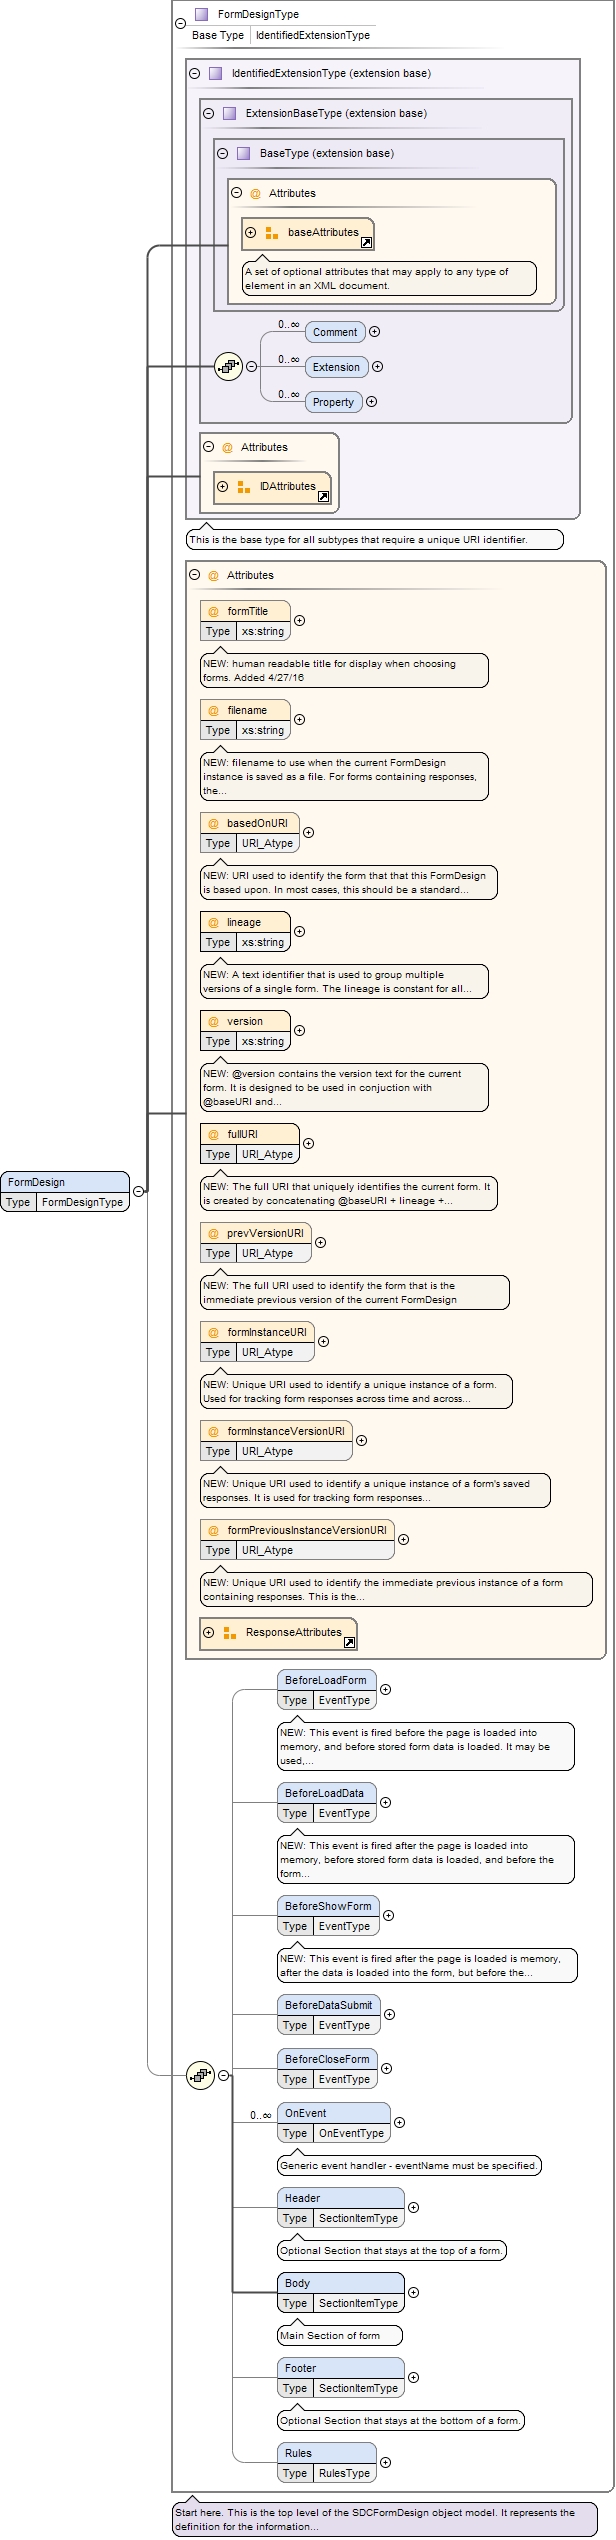 FormDesignType
Base Type IdentifiedExtensionType
IdentifiedExtensionType (extension base)
ExtensionBaseType (extension base)
BaseType (extension base)
@ Attributes
baseAttributes
A set of optional attributes that may apply to any type of
element in an XML document.
0..∞ Comment
0..∞ Extension
0..∞ Property
@ Attributes
IDAttributes
This is the base type for all subtypes that require a unique URI identifier.
@ Attributes
@ formTitle
Type xs:string
NEW: human readable title for display when choosing
forms. Added 4/27/16
@ filename
Type xs:string
NEW: filename to use when the current FormDesign
instance is saved as a file. For forms containing responses,
the...
@ basedOnURI
Type URI_Atype
NEW: URI used to identify the form that that this FormDesign
is based upon. In most cases, this should be a standard...
@ lineage
Type xs:string
NEW: A text identifier that is used to group multiple
versions of a single form. The lineage is constant for all...
@ version
Type xs:string
NEW: @version contains the version text for the current
form. It is designed to be used in conjuction with
@baseURI and...
@ fullURI
Type URI_Atype
NEW: The full URI that uniquely identifies the current form. It
is created by concatenating @baseURI + lineage +...
FormDesign
Type FormDesignType
@ prevVersionURI
Type URI_Atype
NEW: The full URI used to identify the form that is the
immediate previous version of the current FormDesign
@ formInstanceURI
Type URI_Atype
NEW: Unique URI used to identify a unique instance of a form.
Used for tracking form responses across time and across...
@ formInstanceVersionURI
Type URI_Atype
NEW: Unique URI used to identify a unique instance of a form's saved
responses. It is used for tracking form responses...
@ formPreviousInstanceVersionURI
Type URI_Atype
NEW: Unique URI used to identify the immediate previous instance of a form
containing responses. This is the...
ResponseAttributes
BeforeLoadForm
Type EventType
NEW: This event is fired before the page is loaded into
memory, and before stored form data is loaded. It may be
used,...
BeforeLoadData
Type EventType
NEW: This event is fired after the page is loaded into
memory, before stored form data is loaded, and before the
form...
BeforeShowForm
Type EventType
NEW: This event is fired after the page is loaded is memory,
after the data is loaded into the form, but before the...
BeforeDataSubmit
Type EventType
BeforeCloseForm
Type EventType
0..∞ OnEvent
Type OnEventType
Generic event handler - eventName must be specified.
Header
Type SectionItemType
Optional Section that stays at the top of a form.
Body
Type SectionItemType
Main Section of form
Footer
Type SectionItemType
Optional Section that stays at the bottom of a form.
Rules
Type RulesType
Start here. This is the top level of the SDCFormDesign object model. It represents the
definition for the information...